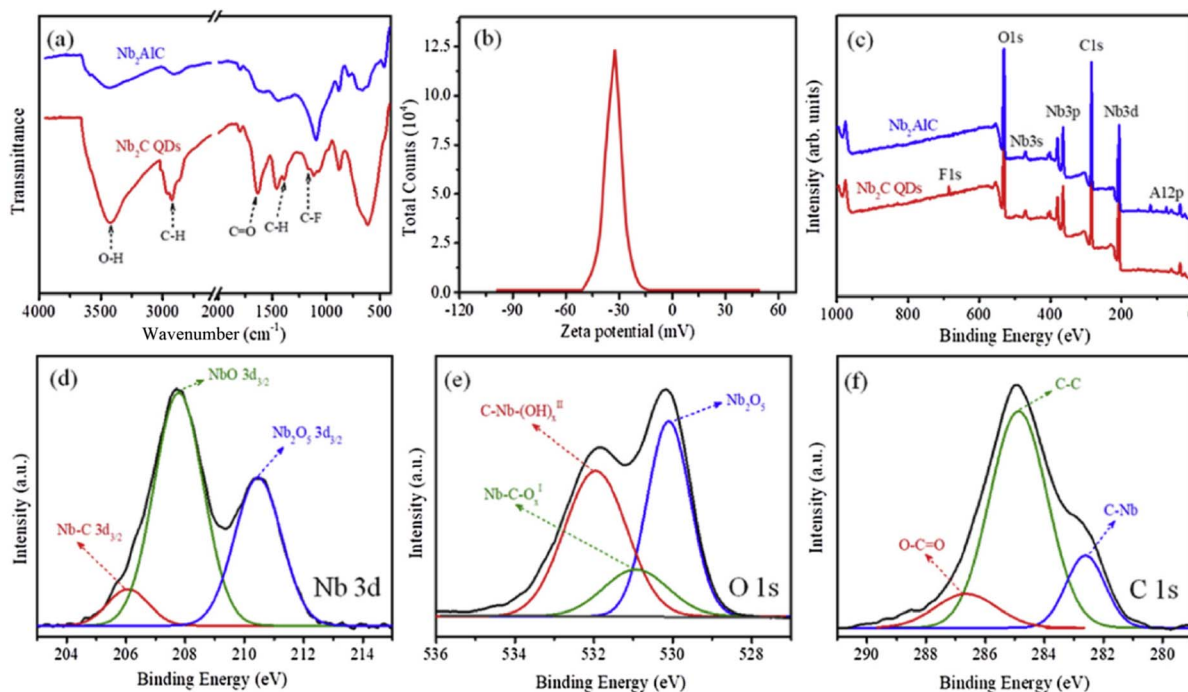 (a)
Nb₂AlC
Nb₂C QDs
O-H
C-H
C=O
C-H
C-F
Transmittance
4000 3500 3000 2000 1500 1000 500
Wavenumber (cm⁻¹)
(b)
Total Counts (10⁴)
12.5
10.0
7.5
5.0
2.5
0.0
-120 -90 -60 -30 0 30 60
Zeta potential (mV)
(c)
O1s
C1s
Nb3s
Nb3p
Nb3d
Nb₂AlC
F1s
Nb₂C QDs
A12p
Intensity (arb. units)
1000 800 600 400 200
Binding Energy (eV)
(d)
NbO 3d₃/₂
Nb₂O₅ 3d₃/₂
Nb-C 3d₃/₂
Nb 3d
Intensity (a.u.)
204 206 208 210 212 214
Binding Energy (eV)
(e)
C-Nb-(OH)ₓᴵᴵ
Nb₂O₅
Nb-C-Oₓᴵ
O 1s
Intensity (a.u.)
536 534 532 530 528
Binding Energy (eV)
(f)
C-C
C-Nb
O-C=O
C 1s
Intensity (a.u.)
290 288 286 284 282 280
Binding Energy (eV)